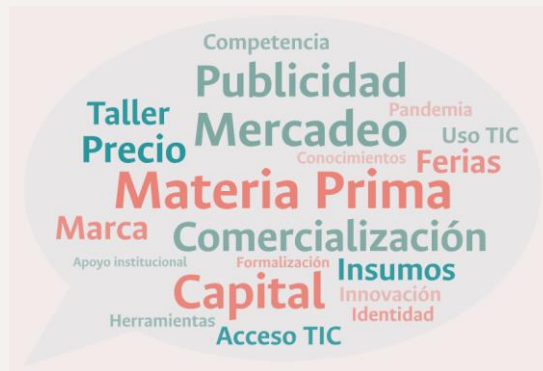 Competencia
Publicidad
Taller
Pandemia
Mercadeo
Uso TIC
Precio
Conocimientos
Ferias
Materia Prima
Marca
Comercialización
Apoyo institucional
Formalización
Insumos
Capital
Innovación
Herramientas
Identidad
Acceso TIC